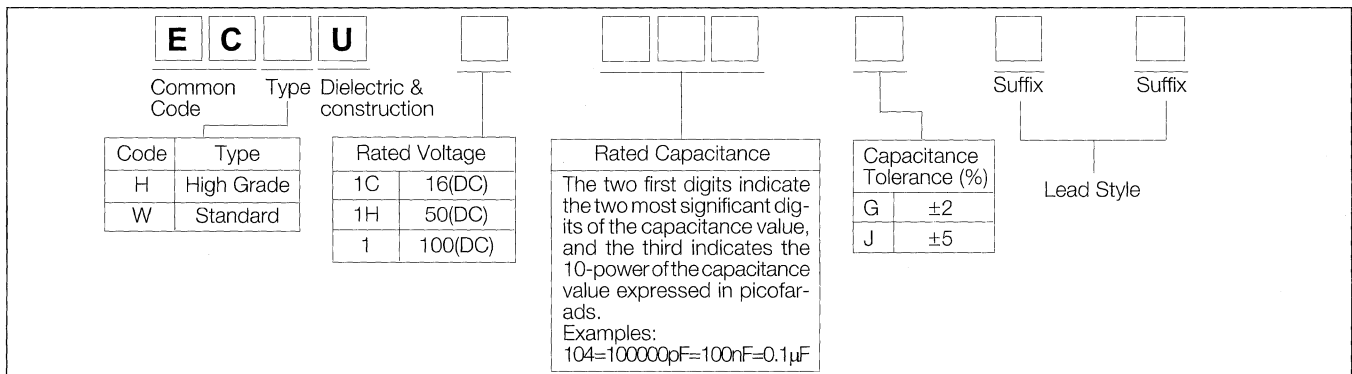 E C U
Common Code
Type
Dielectric & construction
Suffix
Suffix
Code Type
H High Grade
W Standard
Rated Voltage
1C 16(DC)
1H 50(DC)
1 100(DC)
Rated Capacitance
The two first digits indicate
the two most significant dig-
its of the capacitance value,
and the third indicates the
10-power of the capacitance
value expressed in picofar-
ads.
Examples:
104=100000pF=100nF=0.1µF
Capacitance
Tolerance (%)
G ±2
J ±5
Lead Style